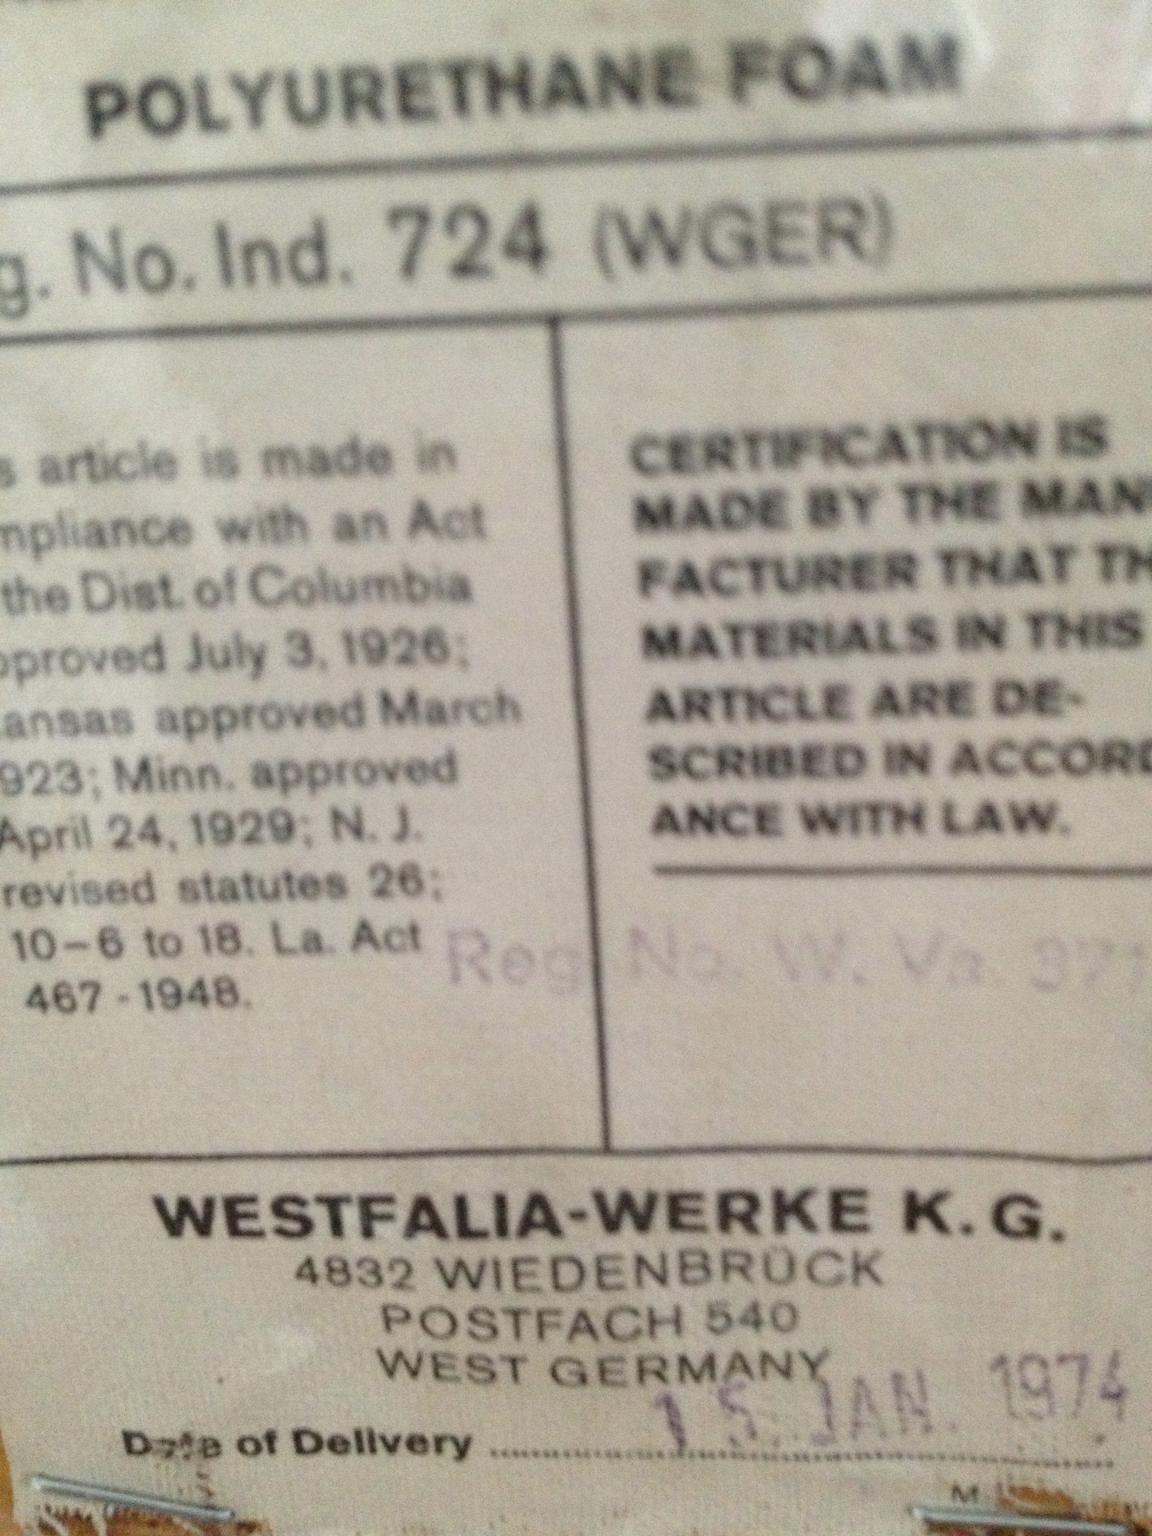 POLYURETHANE FOAM
g. No. Ind. 724 (WGER)
s article is made in
mpliance with an Act
the Dist. of Columbia
pproved July 3, 1926;
ansas approved March
923; Minn. approved
April 24, 1929; N. J.
revised statutes 26;
10–6 to 18. La. Act
467 - 1948.
CERTIFICATION IS
MADE BY THE MAN
FACTURER THAT TH
MATERIALS IN THIS
ARTICLE ARE DE-
SCRIBED IN ACCORD
ANCE WITH LAW.
Reg No. W. Va. 971
WESTFALIA-WERKE K. G.
4832 WIEDENBRÜCK
POSTFACH 540
WEST GERMANY
15. JAN. 1974
Date of Delivery